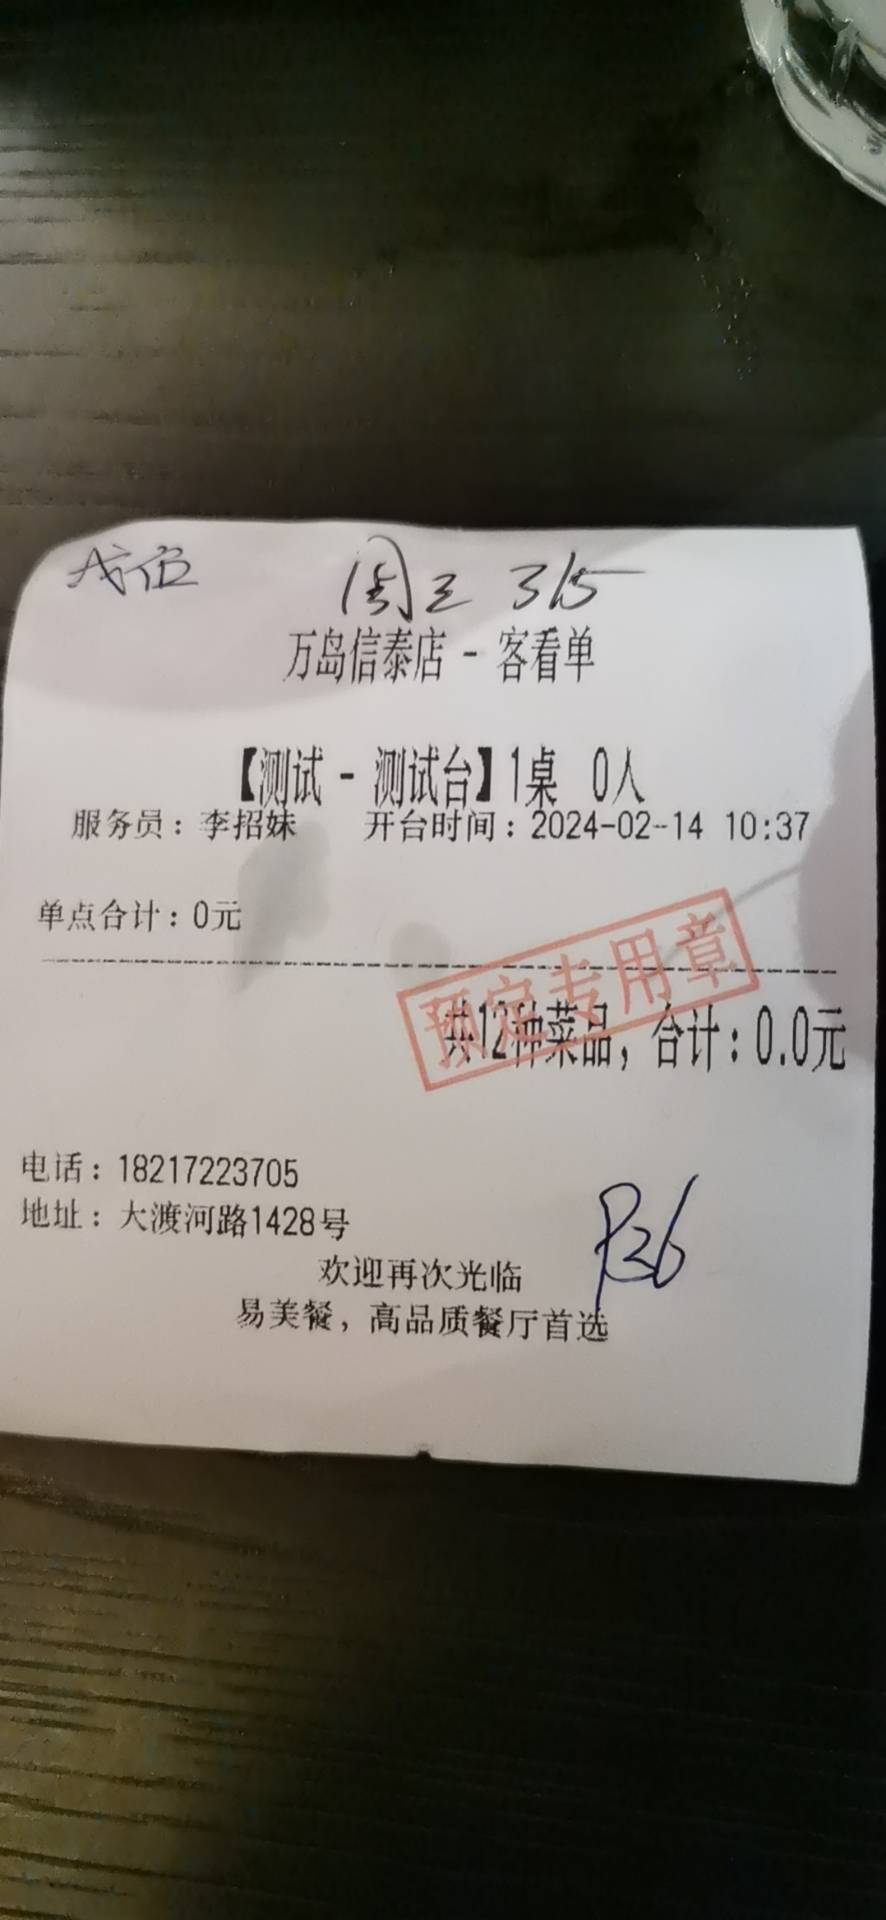 周三 315
万岛信泰店 - 客看单
【测试 - 测试台】1桌 0人
服务员：李招妹 开台时间：2024-02-14 10:37
单点合计：0元
预定专用章
共12种菜品，合计：0.0元
电话：18217223705
地址：大渡河路1428号
欢迎再次光临
易美餐，高品质餐厅首选